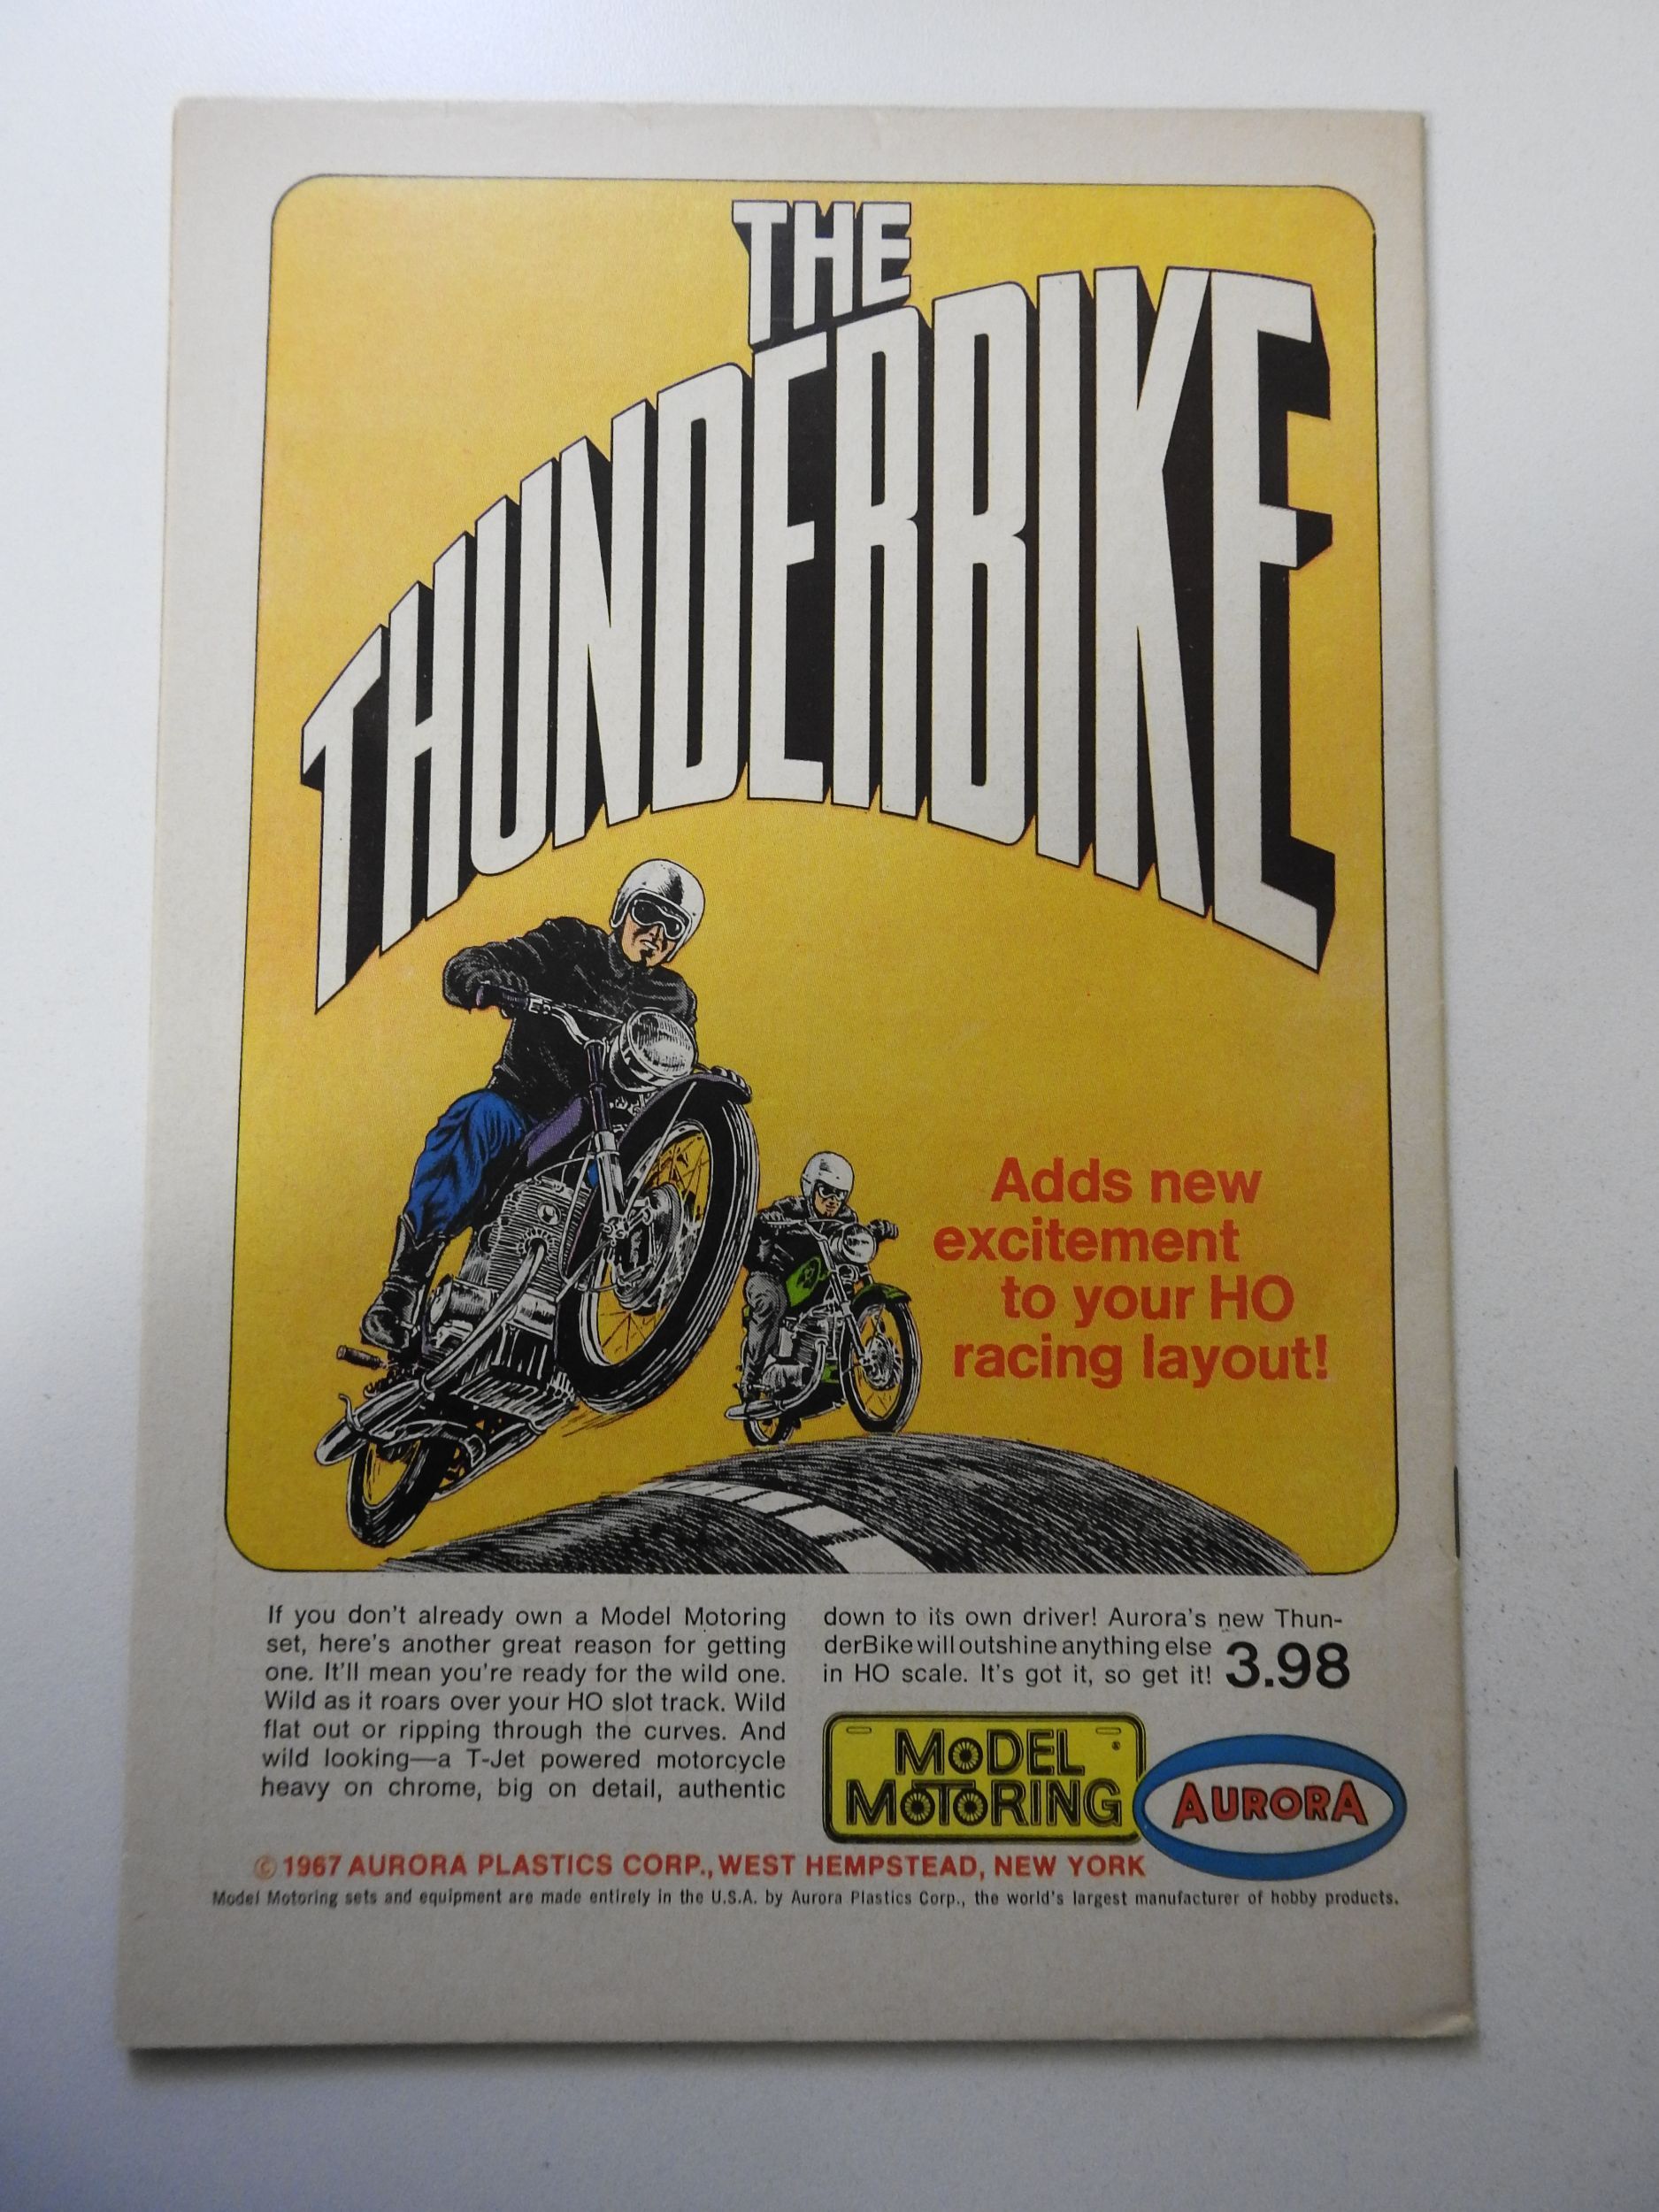 THE
THUNDERBIKE
Adds new
excitement
to your HO
racing layout!
If you don't already own a Model Motoring
set, here's another great reason for getting
one. It'll mean you're ready for the wild one.
Wild as it roars over your HO slot track. Wild
flat out or ripping through the curves. And
wild looking—a T-Jet powered motorcycle
heavy on chrome, big on detail, authentic
down to its own driver! Aurora's new Thun-
derBike will outshine anything else
in HO scale. It's got it, so get it!
3.98
MODEL ®
MOTORING
AURORA
© 1967 AURORA PLASTICS CORP., WEST HEMPSTEAD, NEW YORK
Model Motoring sets and equipment are made entirely in the U.S.A. by Aurora Plastics Corp., the world's largest manufacturer of hobby products.